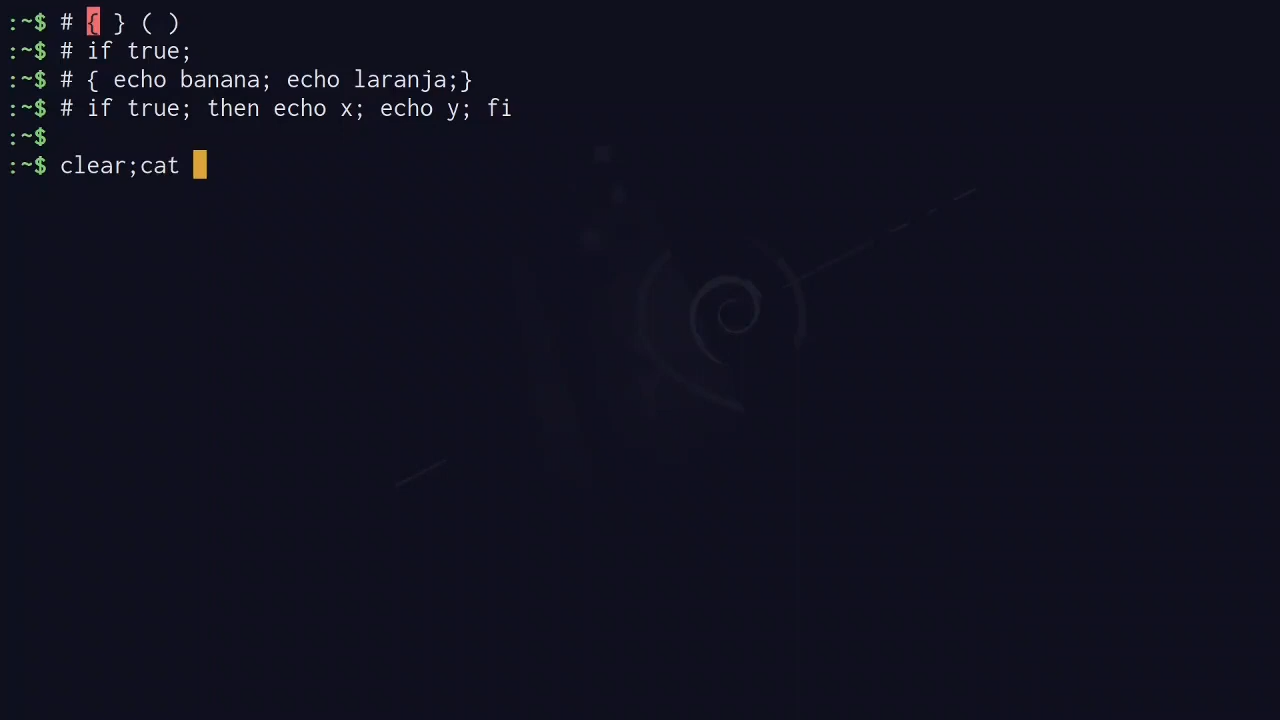 :~$ # { } ( )
:~$ # if true;
:~$ # { echo banana; echo laranja;}
:~$ # if true; then echo x; echo y; fi
:~$
:~$ clear;cat